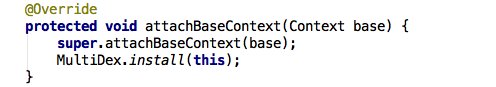 @Override
protected void attachBaseContext(Context base) {
    super.attachBaseContext(base);
    MultiDex.install(this);
}